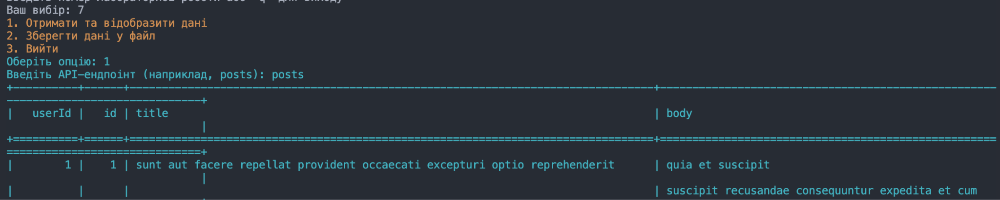 Ваш вибір: 7
1. Отримати та відобразити дані
2. Зберегти дані у файл
3. Вийти
Оберіть опцію: 1
Введіть API-ендпоінт (наприклад, posts): posts
| userId | id | title | body
|
| 1 | 1 | sunt aut facere repellat provident occaecati excepturi optio reprehenderit | quia et suscipit
|
| | | | suscipit recusandae consequuntur expedita et cum